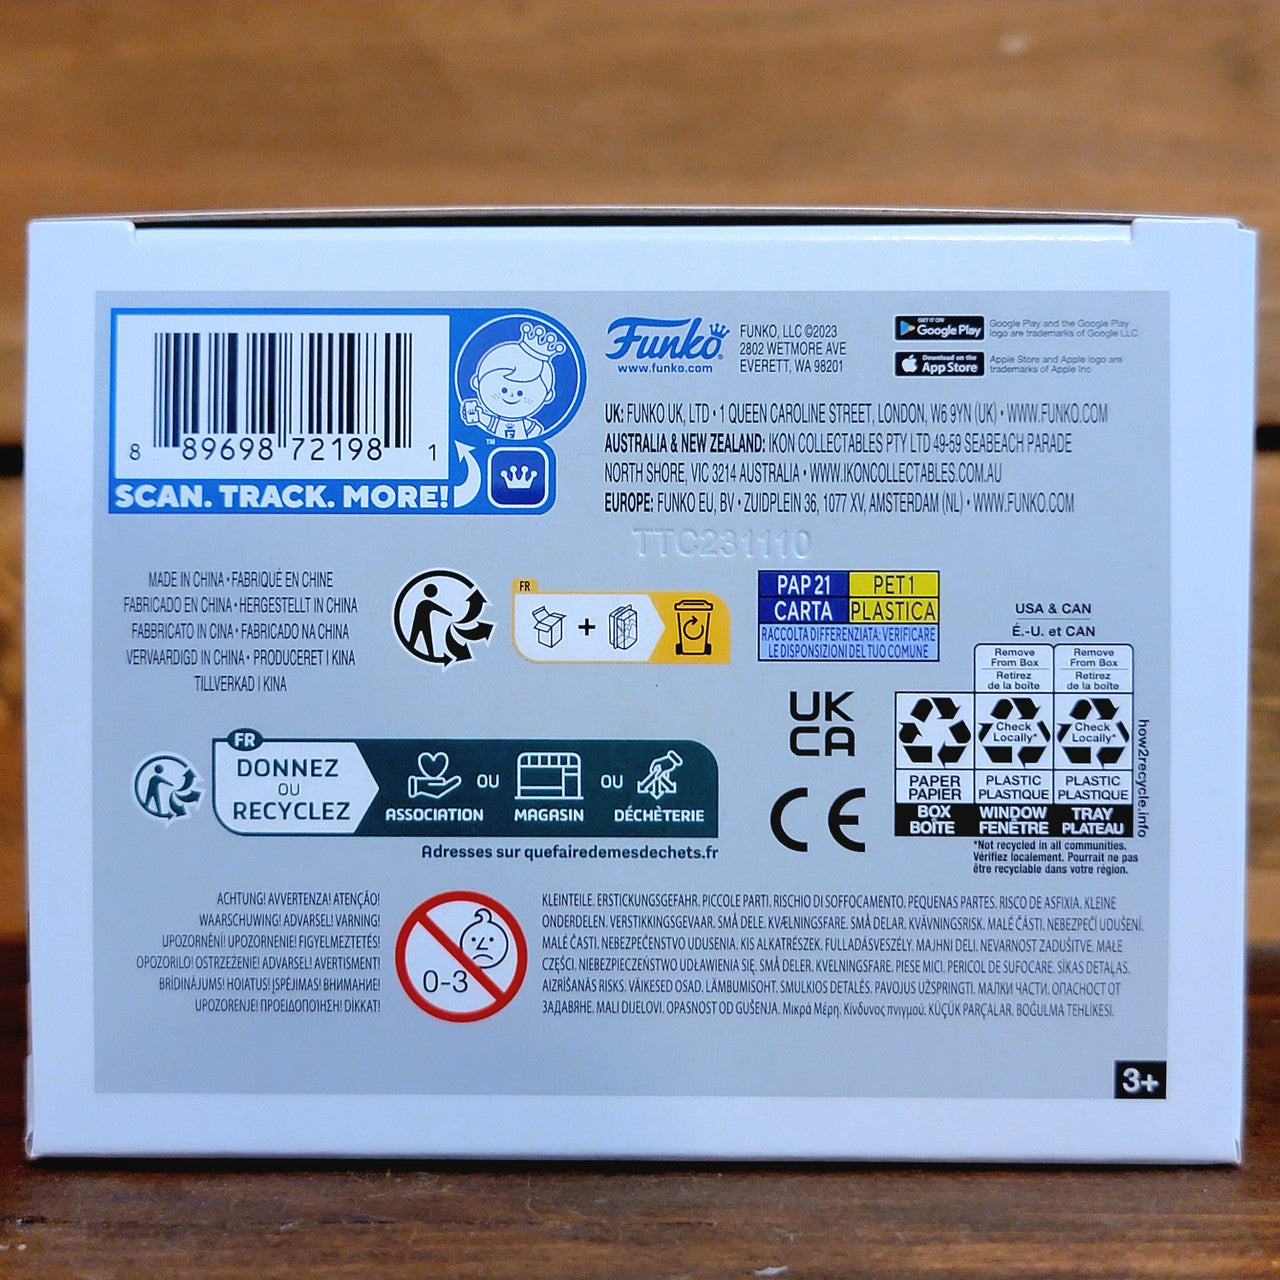 8 89698 72198 1
SCAN. TRACK. MORE!
™
Funko
www.funko.com
FUNKO, LLC ©2023
2802 WETMORE AVE
EVERETT, WA 98201
GET IT ON
Google Play
Google Play and the Google Play
logo are trademarks of Google LLC.
Download on the
App Store
Apple Store and Apple logo are
trademarks of Apple Inc
UK: FUNKO UK, LTD • 1 QUEEN CAROLINE STREET, LONDON, W6 9YN (UK) • WWW.FUNKO.COM
AUSTRALIA & NEW ZEALAND: IKON COLLECTABLES PTY LTD 49-59 SEABEACH PARADE
NORTH SHORE, VIC 3214 AUSTRALIA • WWW.IKONCOLLECTABLES.COM.AU
EUROPE: FUNKO EU, BV • ZUIDPLEIN 36, 1077 XV, AMSTERDAM (NL) • WWW.FUNKO.COM
TTC231110
MADE IN CHINA • FABRIQUÉ EN CHINE
FABRICADO EN CHINA • HERGESTELLT IN CHINA
FABBRICATO IN CINA • FABRICADO NA CHINA
VERVAARDIGD IN CHINA • PRODUCERET I KINA
TILLVERKAD I KINA
FR
+
PAP 21 PET 1
CARTA PLASTICA
RACCOLTA DIFFERENZIATA: VERIFICARE
LE DISPOSIZIONI DEL TUO COMUNE
USA & CAN
É.-U. et CAN
Remove From Box
Retirez de la boîte
Remove From Box
Retirez de la boîte
Check Locally*
Check Locally*
PAPER PAPIER
PLASTIC PLASTIQUE
PLASTIC PLASTIQUE
BOX BOÎTE
WINDOW FENÊTRE
TRAY PLATEAU
how2recycle.info
*Not recycled in all communities.
Vérifiez localement. Pourrait ne pas
être recyclée dans votre région.
UK
CA
CE
FR
DONNEZ
OU
RECYCLEZ
ASSOCIATION
OU
MAGASIN
OU
DÉCHÈTERIE
Adresses sur quefairedemesdechets.fr
ACHTUNG! AVVERTENZA! ATENÇÃO!
WAARSCHUWING! ADVARSEL! VARNING!
UPOZORNĚNÍ! UPOZORNENIE! FIGYELMEZTETÉS!
OPOZORILO! OSTRZEŻENIE! ADVARSEL! AVERTISMENT!
BRĪDINĀJUMS! HOIATUS! ĮSPĖJIMAS! ВНИМАНИЕ!
UPOZORENJE! ΠΡΟΕΙΔΟΠΟΙΗΣΗ! DİKKAT!
0-3
KLEINTEILE. ERSTICKUNGSGEFAHR. PICCOLE PARTI. RISCHIO DI SOFFOCAMENTO. PEQUENAS PARTES. RISCO DE ASFIXIA. KLEINE
ONDERDELEN. VERSTIKKINGSGEVAAR. SMÅ DELE. KVÆLNINGSFARE. SMÅ DELAR. KVÄVNINGSRISK. MALÉ ČÁSTI. NEBEZPEČÍ UDUŠENÍ.
MALÉ ČASTI. NEBEZPEČENSTVO UDUSENIA. KIS ALKATRÉSZEK. FULLADÁSVESZÉLY. MAJHNI DELI. NEVARNOST ZADUŠITVE. MAŁE
CZĘŚCI. NIEBEZPIECZEŃSTWO UDŁAWIENIA SIĘ. SMÅ DELER. KVELNINGSFARE. PIESE MICI. PERICOL DE SUFOCARE. SĪKAS DETAĻAS.
AIZRĪŠANĀS RISKS. VÄIKESED OSAD. LÄMBUMISOHT. SMULKIOS DETALĖS. PAVOJUS UŽSPRINGTI. МАЛКИ ЧАСТИ. ОПАСНОСТ ОТ
ЗАДАВЯНЕ. MALI DIJELOVI. OPASNOST OD GUŠENJA. Μικρά Μέρη. Κίνδυνος πνιγμού. KÜÇÜK PARÇALAR. BOĞULMA TEHLİKESİ.
3+